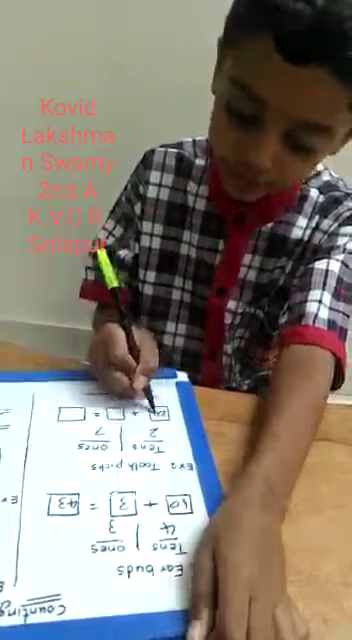 Kovid
Lakshma
n Swamy
2nd A
K.V.C.R
Solapur
Counting
Ear buds
Tens | ones
4 | 3
40 + 3 = 43
Ex 2 Tooth picks
Tens | ones
2 | 7
+ =